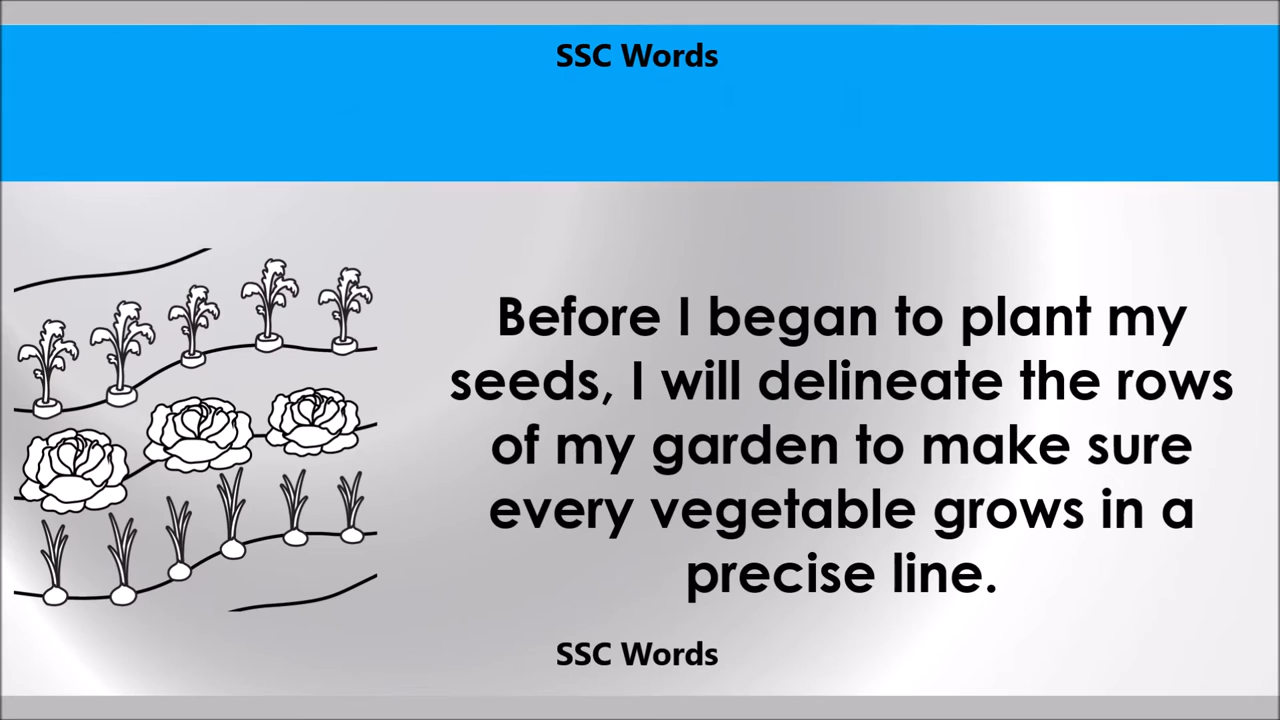 SSC Words
Before I began to plant my
seeds, I will delineate the rows
of my garden to make sure
every vegetable grows in a
precise line.
SSC Words